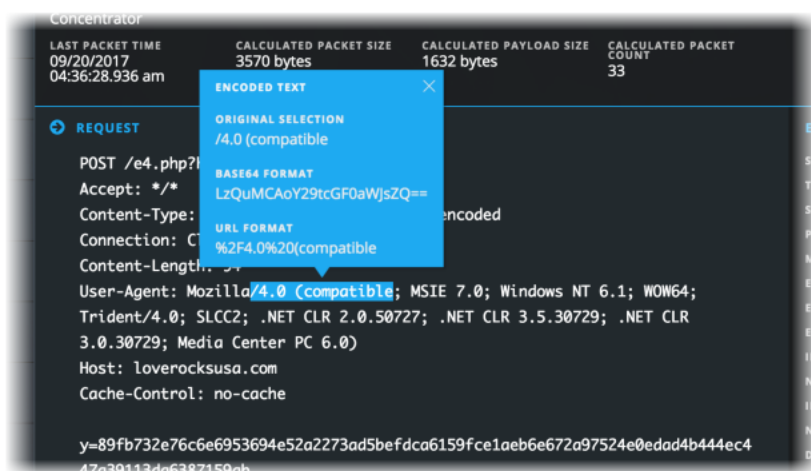 Concentrator
LAST PACKET TIME
09/20/2017
04:36:28.936 am
CALCULATED PACKET SIZE
3570 bytes
CALCULATED PAYLOAD SIZE
1632 bytes
CALCULATED PACKET
COUNT
33
ENCODED TEXT
ORIGINAL SELECTION
/4.0 (compatible
BASE64 FORMAT
LzQuMCAoY29tcGF0aWJsZQ==
URL FORMAT
%2F4.0%20(compatible
REQUEST
POST /e4.php?
Accept: */*
Content-Type: encoded
Connection:
Content-Length:
User-Agent: Mozilla/4.0 (compatible; MSIE 7.0; Windows NT 6.1; WOW64;
Trident/4.0; SLCC2; .NET CLR 2.0.50727; .NET CLR 3.5.30729; .NET CLR
3.0.30729; Media Center PC 6.0)
Host: loverocksusa.com
Cache-Control: no-cache
y=89fb732e76c6e6953694e52a2273ad5befdca6159fce1aeb6e672a97524e0edad4b444ec4